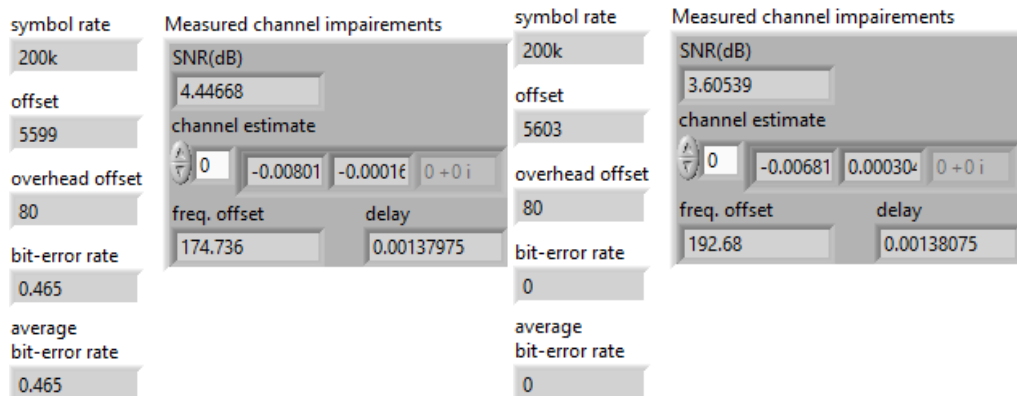 symbol rate
200k
offset
5599
overhead offset
80
bit-error rate
0.465
average
bit-error rate
0.465
Measured channel impairements
SNR(dB)
4.44668
channel estimate
0 -0.00801 -0.00016 0 +0 i
freq. offset delay
174.736 0.00137975
symbol rate
200k
offset
5603
overhead offset
80
bit-error rate
0
average
bit-error rate
0
Measured channel impairements
SNR(dB)
3.60539
channel estimate
0 -0.00681 0.000304 0 +0 i
freq. offset delay
192.68 0.00138075